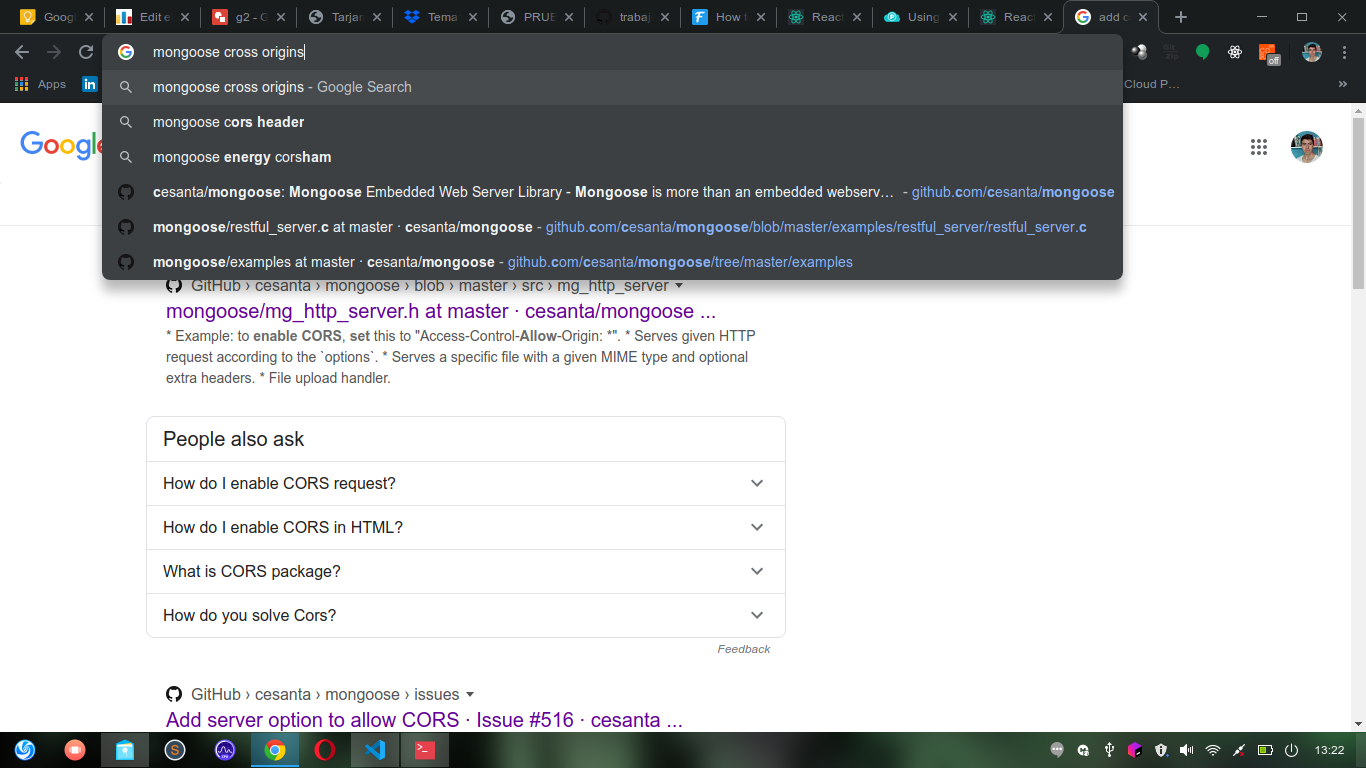 Googl
Edit e
g2 - G
Tarjan
Tema
PRUE
trabaj
How t
React
Using
React
add c
mongoose cross origins
off
Apps
Cloud P…
»
mongoose cross origins - Google Search
mongoose cors header
mongoose energy corsham
cesanta/mongoose: Mongoose Embedded Web Server Library - Mongoose is more than an embedded webserv… - github.com/cesanta/mongoose
mongoose/restful_server.c at master · cesanta/mongoose - github.com/cesanta/mongoose/blob/master/examples/restful_server/restful_server.c
mongoose/examples at master · cesanta/mongoose - github.com/cesanta/mongoose/tree/master/examples
Google
GitHub › cesanta › mongoose › blob › master › src › mg_http_server
mongoose/mg_http_server.h at master · cesanta/mongoose ...
* Example: to enable CORS, set this to "Access-Control-Allow-Origin: *". * Serves given HTTP
request according to the `options`. * Serves a specific file with a given MIME type and optional
extra headers. * File upload handler.
People also ask
How do I enable CORS request?
How do I enable CORS in HTML?
What is CORS package?
How do you solve Cors?
Feedback
GitHub › cesanta › mongoose › issues
Add server option to allow CORS · Issue #516 · cesanta ...
13:22